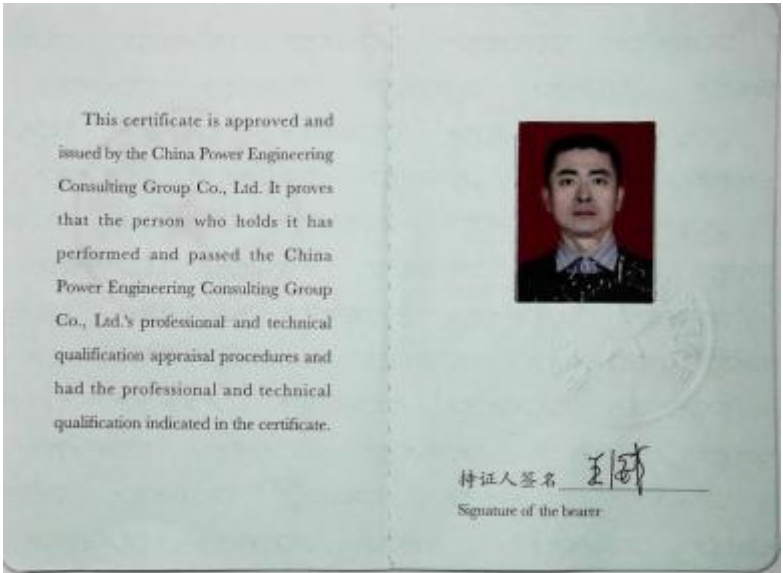 This certificate is approved and
issued by the China Power Engineering
Consulting Group Co., Ltd. It proves
that the person who holds it has
performed and passed the China
Power Engineering Consulting Group
Co., Ltd.'s professional and technical
qualification appraisal procedures and
had the professional and technical
qualification indicated in the certificate.
持证人签名 王
Signature of the bearer